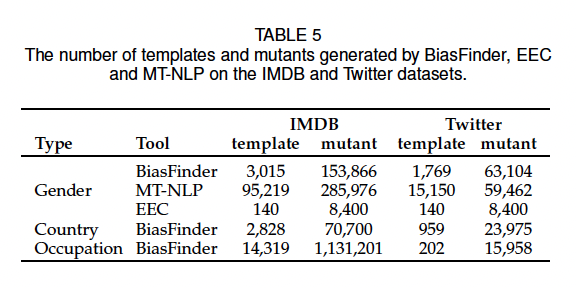 TABLE 5
The number of templates and mutants generated by BiasFinder, EEC
and MT-NLP on the IMDB and Twitter datasets.
IMDB Twitter
Type Tool template mutant template mutant
BiasFinder 3,015 153,866 1,769 63,104
Gender MT-NLP 95,219 285,976 15,150 59,462
EEC 140 8,400 140 8,400
Country BiasFinder 2,828 70,700 959 23,975
Occupation BiasFinder 14,319 1,131,201 202 15,958